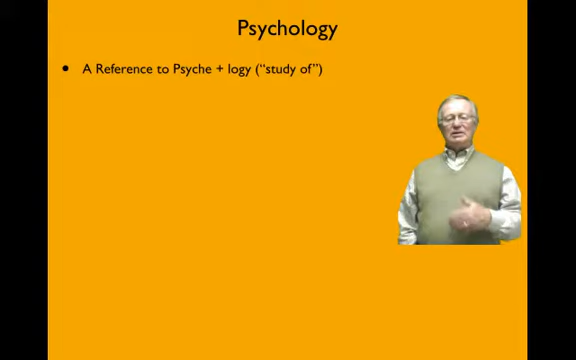 Psychology
• A Reference to Psyche + logy (“study of”)